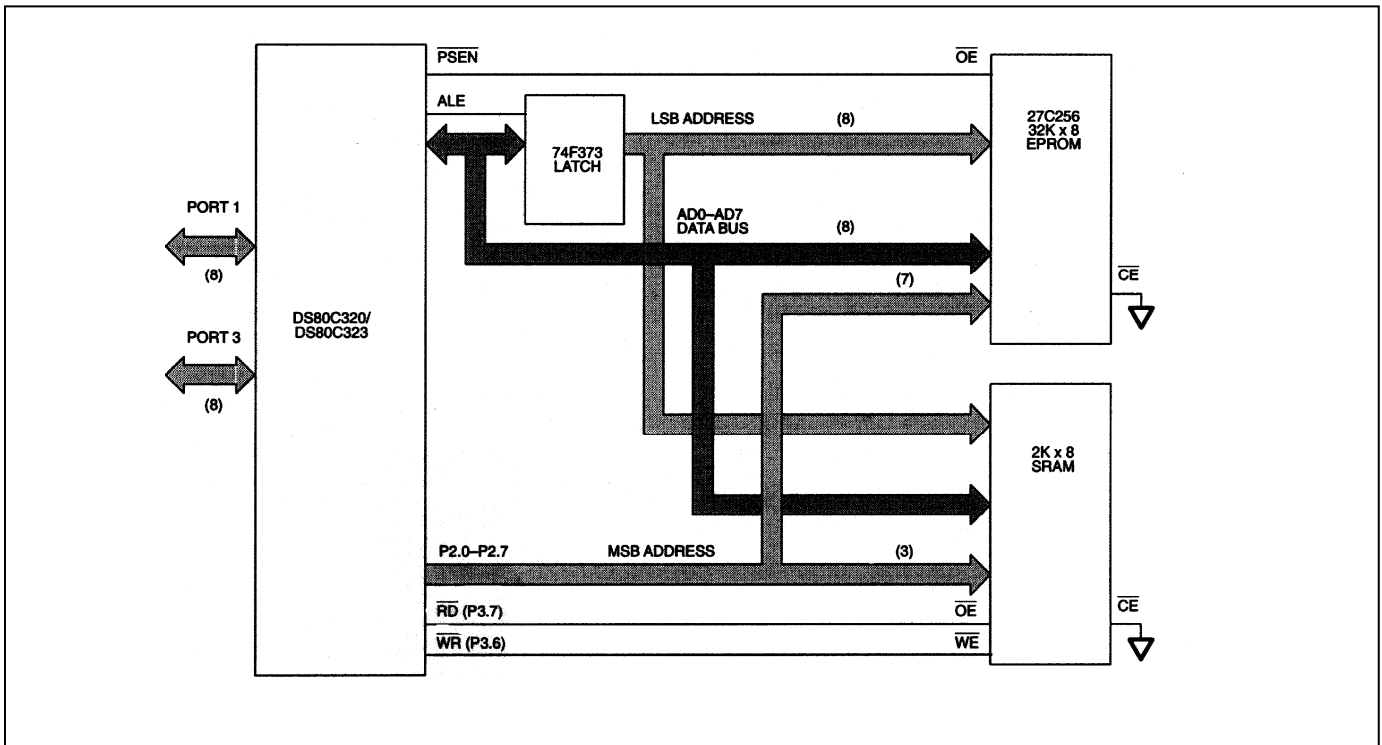 PSEN
OE
ALE
LSB ADDRESS
(8)
27C256
32K x 8
EPROM
74F373
LATCH
PORT 1
(8)
AD0–AD7
DATA BUS
(8)
(7)
CE
DS80C320/
DS80C323
PORT 3
(8)
2K x 8
SRAM
P2.0–P2.7
MSB ADDRESS
(3)
RD (P3.7)
OE
CE
WR (P3.6)
WE